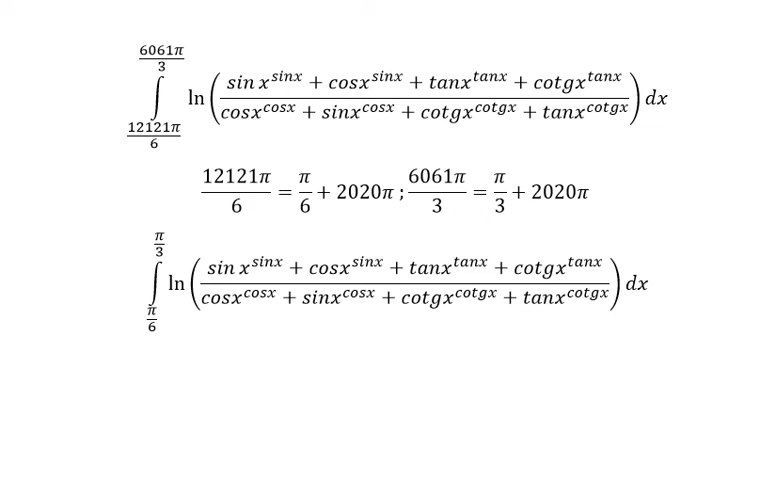 ∫_{12121π/6}^{6061π/3} ln((sin x^{sinx} + cosx^{sinx} + tanx^{tanx} + cotgx^{tanx})/(cosx^{cosx} + sinx^{cosx} + cotgx^{cotgx} + tanx^{cotgx})) dx
12121π/6 = π/6 + 2020π ; 6061π/3 = π/3 + 2020π
∫_{π/6}^{π/3} ln((sin x^{sinx} + cosx^{sinx} + tanx^{tanx} + cotgx^{tanx})/(cosx^{cosx} + sinx^{cosx} + cotgx^{cotgx} + tanx^{cotgx})) dx